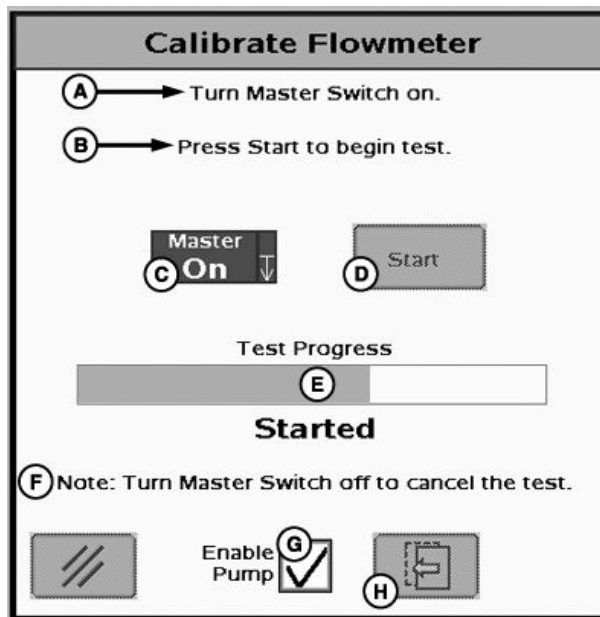 Calibrate Flowmeter
A Turn Master Switch on.
B Press Start to begin test.
Master
C On
D Start
Test Progress
E
Started
F Note: Turn Master Switch off to cancel the test.
G
Enable
Pump
H